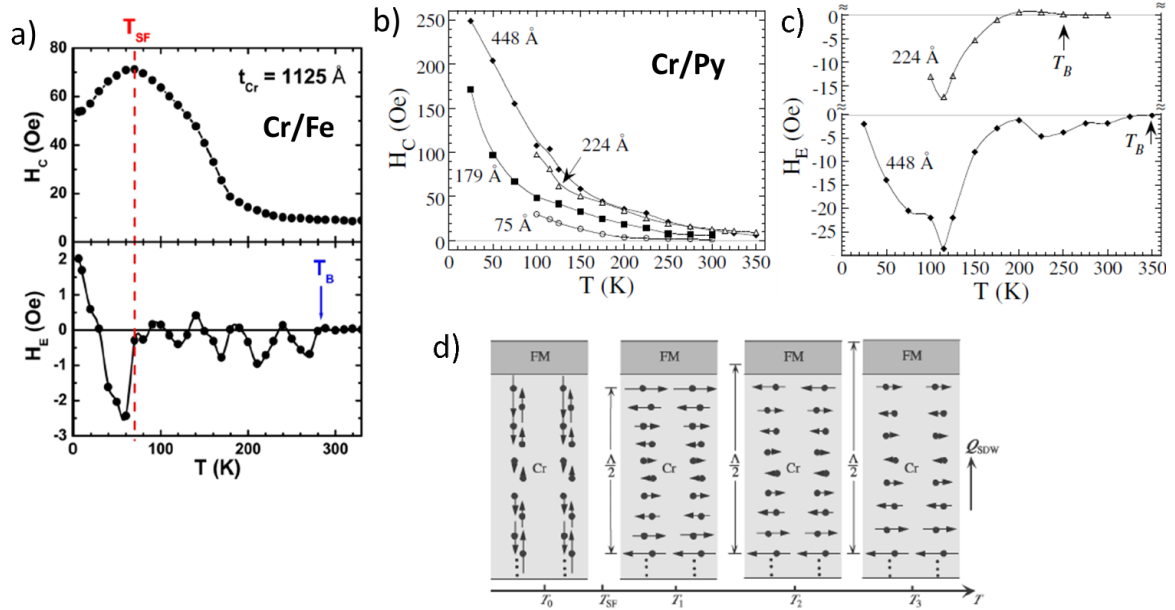 a)
T_SF
t_Cr = 1125 Å
Cr/Fe
H_C (Oe)
80
60
40
20
0
T_B
H_E (Oe)
2
1
0
-1
-2
-3
0 100 200 300
T (K)
b)
Cr/Py
448 Å
224 Å
179 Å
75 Å
H_C (Oe)
250
200
150
100
50
0
0 50 100 150 200 250 300 350
T (K)
c)
≈ ≈
0
-5
-10
-15
224 Å
T_B
≈ ≈
0
-5
-10
-15
-20
-25
448 Å
T_B
H_E (Oe)
0 50 100 150 200 250 300 350
T (K)
d)
FM FM FM FM
Cr Cr Cr Cr
Λ/2 Λ/2 Λ/2
Q_SDW
T_0 T_SF T_1 T_2 T_3 T